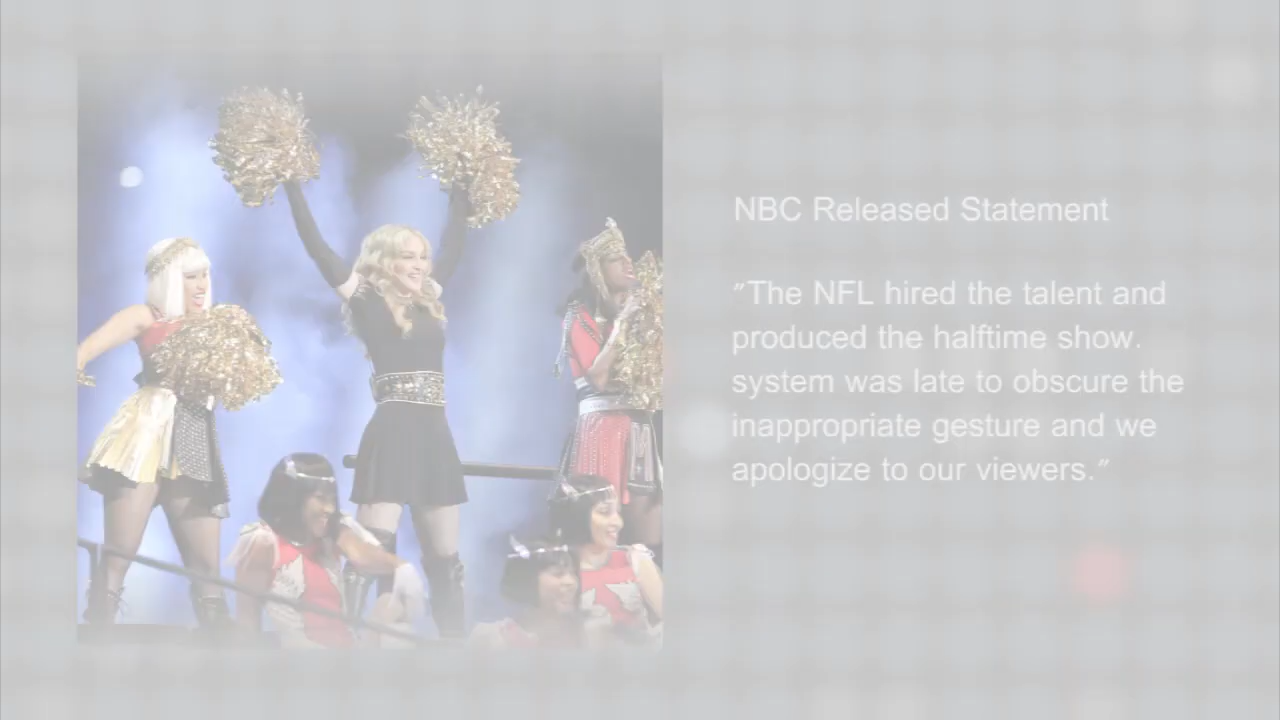 NBC Released Statement
"The NFL hired the talent and
produced the halftime show.
system was late to obscure the
inappropriate gesture and we
apologize to our viewers."